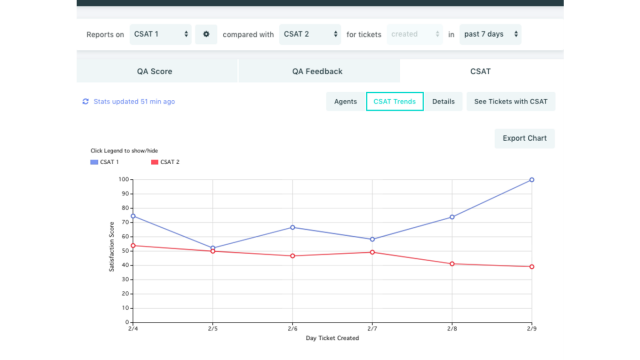 Reports on CSAT 1 compared with CSAT 2 for tickets created in past 7 days
QA Score QA Feedback CSAT
Stats updated 51 min ago Agents CSAT Trends Details See Tickets with CSAT
Export Chart
Click Legend to show/hide
CSAT 1 CSAT 2
100
90
80
70
60
50
40
30
20
10
0
Satisfaction Score
2/4 2/5 2/6 2/7 2/8 2/9
Day Ticket Created